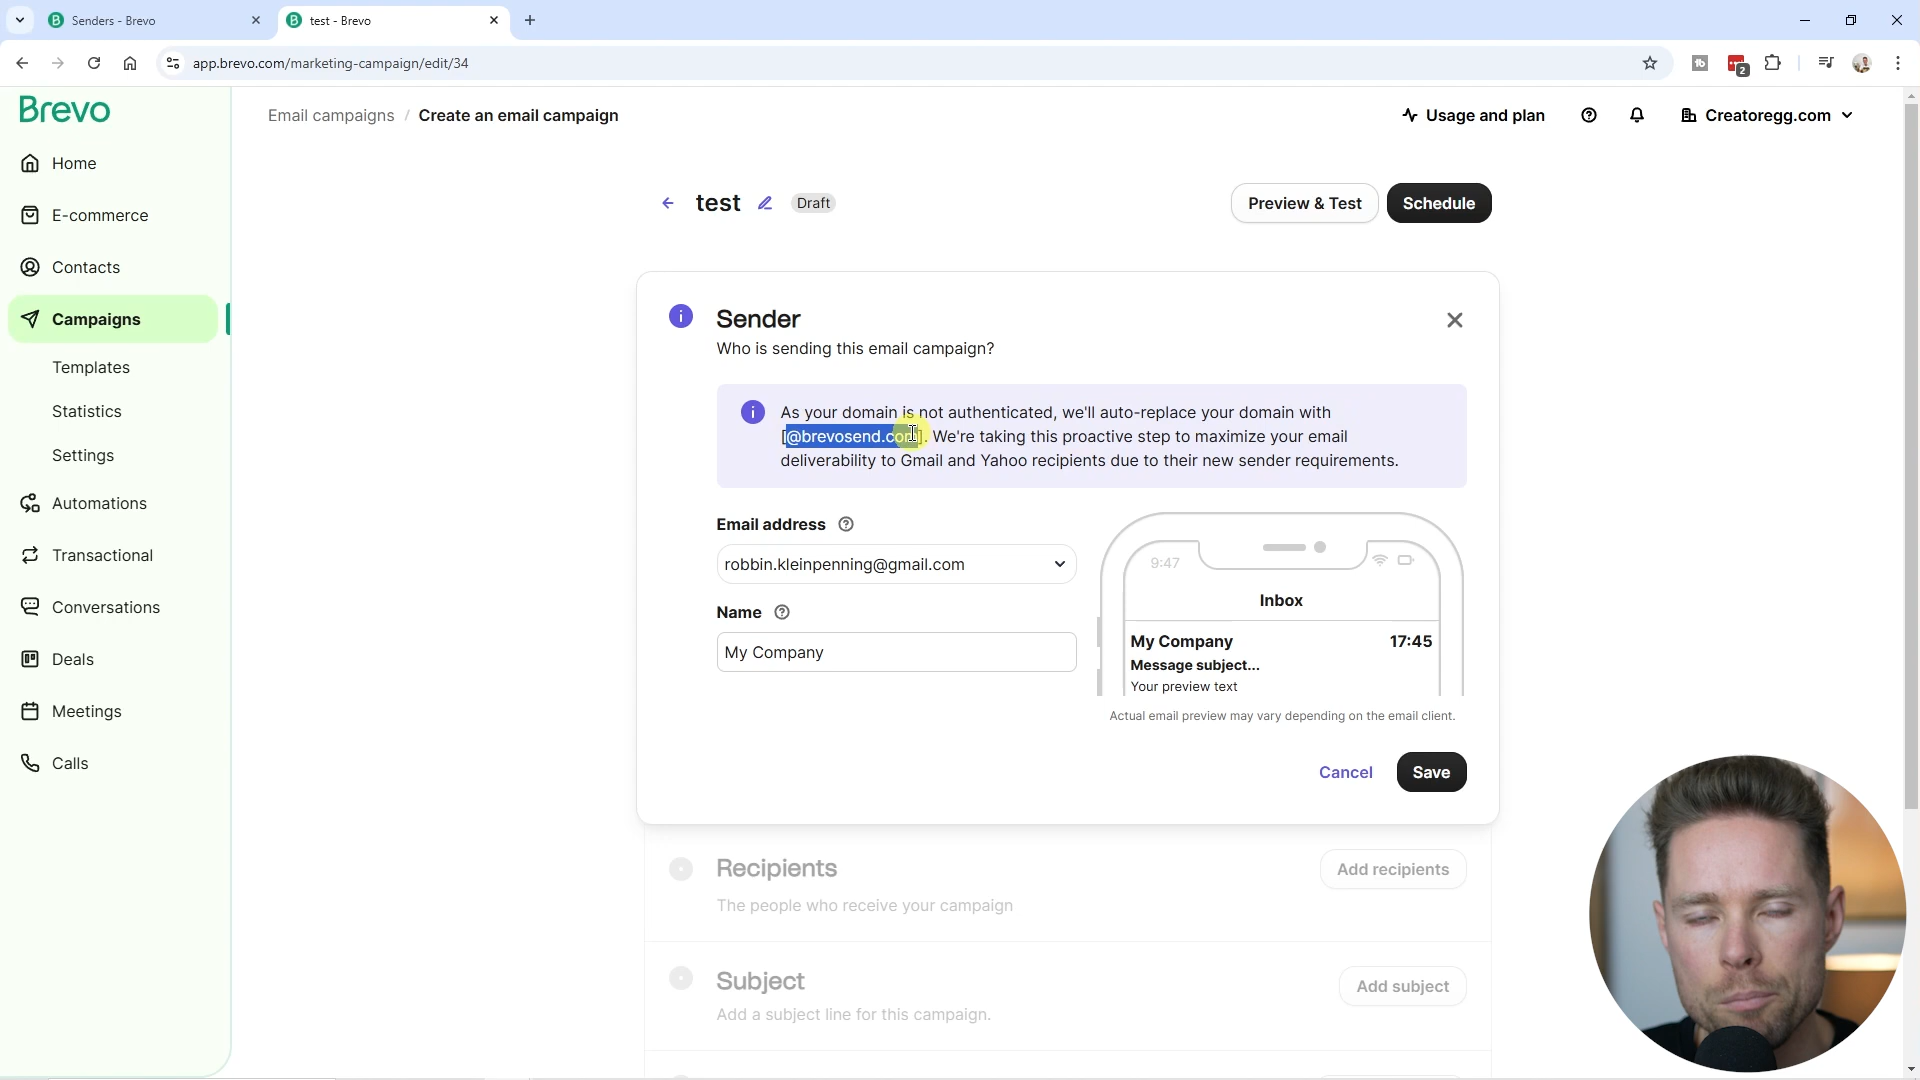 Senders - Brevo
test - Brevo
app.brevo.com/marketing-campaign/edit/34
2
Brevo
Email campaigns / Create an email campaign
Usage and plan
Creatoregg.com
Home
E-commerce
Contacts
Campaigns
Templates
Statistics
Settings
Automations
Transactional
Conversations
Deals
Meetings
Calls
test
Draft
Preview & Test
Schedule
Sender
Who is sending this email campaign?
As your domain is not authenticated, we'll auto-replace your domain with
[@brevosend.com]. We're taking this proactive step to maximize your email
deliverability to Gmail and Yahoo recipients due to their new sender requirements.
Email address
robbin.kleinpenning@gmail.com
Name
My Company
9:47
Inbox
My Company 17:45
Message subject...
Your preview text
Actual email preview may vary depending on the email client.
Cancel
Save
Recipients
Add recipients
The people who receive your campaign
Subject
Add subject
Add a subject line for this campaign.